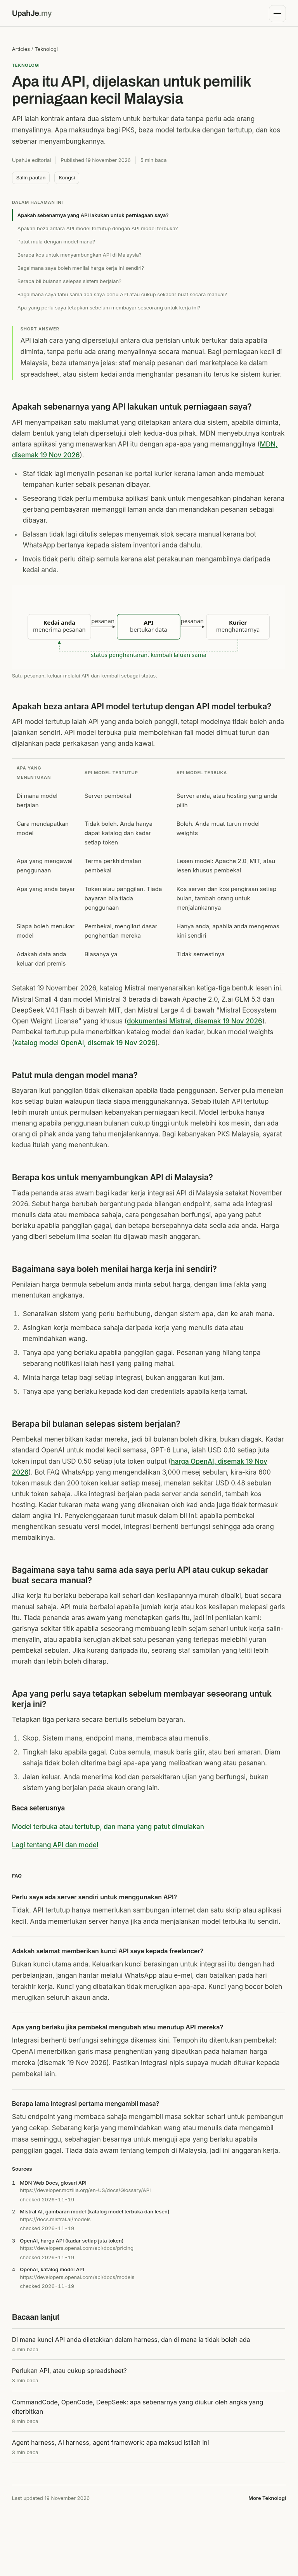 UpahJe.my
Articles / Teknologi
TEKNOLOGI
Apa itu API, dijelaskan untuk pemilik
perniagaan kecil Malaysia
API ialah kontrak antara dua sistem untuk bertukar data tanpa perlu ada orang
menyalinnya. Apa maksudnya bagi PKS, beza model terbuka dengan tertutup, dan kos
sebenar menyambungkannya.
UpahJe editorial Published 19 November 2026 5 min baca
Salin pautan Kongsi
DALAM HALAMAN INI
Apakah sebenarnya yang API lakukan untuk perniagaan saya?
Apakah beza antara API model tertutup dengan API model terbuka?
Patut mula dengan model mana?
Berapa kos untuk menyambungkan API di Malaysia?
Bagaimana saya boleh menilai harga kerja ini sendiri?
Berapa bil bulanan selepas sistem berjalan?
Bagaimana saya tahu sama ada saya perlu API atau cukup sekadar buat secara manual?
Apa yang perlu saya tetapkan sebelum membayar seseorang untuk kerja ini?
SHORT ANSWER
API ialah cara yang dipersetujui antara dua perisian untuk bertukar data atau
diminta, tanpa perlu ada orang menyalinnya secara manual. Bagi perniagaan kecil di
Malaysia, beza utamanya jelas: staf menaip pesanan dari marketplace ke dalam
spreadsheet, atau sistem kedai anda menghantar pesanan itu terus ke sistem kurier.
Apakah sebenarnya yang API lakukan untuk perniagaan saya?
API menyampaikan satu maklumat yang ditetapkan antara dua sistem, apabila diminta,
dalam bentuk yang telah dipersetujui oleh kedua-dua pihak. MDN menyebutnya kontrak
antara aplikasi yang menawarkan API itu dengan apa-apa yang memanggilnya (MDN,
disemak 19 Nov 2026).
Staf tidak lagi menyalin pesanan ke portal kurier kerana laman anda membuat
tempahan kurier sebaik pesanan dibayar.
Seseorang tidak perlu membuka aplikasi bank untuk mengesahkan pindahan kerana
gerbang pembayaran memanggil laman anda dan menandakan pesanan sebagai
dibayar.
Balasan tidak lagi ditulis selepas menyemak stok secara manual kerana bot
WhatsApp bertanya kepada sistem inventori anda dahulu.
Invois tidak perlu ditaip semula kerana alat perakaunan mengambilnya daripada
kedai anda.
Kedai anda
menerima pesanan
pesanan
API
bertukar data
pesanan
Kurier
menghantarnya
status penghantaran, kembali laluan sama
Satu pesanan, keluar melalui API dan kembali sebagai status.
Apakah beza antara API model tertutup dengan API model terbuka?
API model tertutup ialah API yang anda boleh panggil, tetapi modelnya tidak boleh anda
jalankan sendiri. API model terbuka pula membolehkan fail model dimuat turun dan
dijalankan pada perkakasan yang anda kawal.
APA YANG
MENENTUKAN
API MODEL TERTUTUP
API MODEL TERBUKA
Di mana model
berjalan
Server pembekal
Server anda, atau hosting yang anda
pilih
Cara mendapatkan
model
Tidak boleh. Anda hanya
dapat katalog dan kadar
setiap token
Boleh. Anda muat turun model
weights
Apa yang mengawal
penggunaan
Terma perkhidmatan
pembekal
Lesen model: Apache 2.0, MIT, atau
lesen khusus pembekal
Apa yang anda bayar
Token atau panggilan. Tiada
bayaran bila tiada
penggunaan
Kos server dan kos pengiraan setiap
bulan, tambah orang untuk
menjalankannya
Siapa boleh menukar
model
Pembekal, mengikut dasar
penghentian mereka
Hanya anda, apabila anda mengemas
kini sendiri
Adakah data anda
keluar dari premis
Biasanya ya
Tidak semestinya
Setakat 19 November 2026, katalog Mistral menyenaraikan ketiga-tiga bentuk lesen ini.
Mistral Small 4 dan model Ministral 3 berada di bawah Apache 2.0, Z.ai GLM 5.3 dan
DeepSeek V4.1 Flash di bawah MIT, dan Mistral Large 4 di bawah "Mistral Ecosystem
Open Weight License" yang khusus (dokumentasi Mistral, disemak 19 Nov 2026).
Pembekal tertutup pula menerbitkan katalog model dan kadar, bukan model weights
(katalog model OpenAI, disemak 19 Nov 2026).
Patut mula dengan model mana?
Bayaran ikut panggilan tidak dikenakan apabila tiada penggunaan. Server pula menelan
kos setiap bulan walaupun tiada siapa menggunakannya. Sebab itulah API tertutup
lebih murah untuk permulaan kebanyakan perniagaan kecil. Model terbuka hanya
menang apabila penggunaan bulanan cukup tinggi untuk melebihi kos mesin, dan ada
orang di pihak anda yang tahu menjalankannya. Bagi kebanyakan PKS Malaysia, syarat
kedua itulah yang menentukan.
Berapa kos untuk menyambungkan API di Malaysia?
Tiada penanda aras awam bagi kadar kerja integrasi API di Malaysia setakat November
2026. Sebut harga berubah bergantung pada bilangan endpoint, sama ada integrasi
menulis data atau membaca sahaja, cara pengesahan berfungsi, apa yang patut
berlaku apabila panggilan gagal, dan betapa bersepahnya data sedia ada anda. Harga
yang diberi sebelum lima soalan itu dijawab masih anggaran.
Bagaimana saya boleh menilai harga kerja ini sendiri?
Penilaian harga bermula sebelum anda minta sebut harga, dengan lima fakta yang
menentukan angkanya.
1. Senaraikan sistem yang perlu berhubung, dengan sistem apa, dan ke arah mana.
2. Asingkan kerja membaca sahaja daripada kerja yang menulis data atau
memindahkan wang.
3. Tanya apa yang berlaku apabila panggilan gagal. Pesanan yang hilang tanpa
sebarang notifikasi ialah hasil yang paling mahal.
4. Minta harga tetap bagi setiap integrasi, bukan anggaran ikut jam.
5. Tanya apa yang berlaku kepada kod dan credentials apabila kerja tamat.
Berapa bil bulanan selepas sistem berjalan?
Pembekal menerbitkan kadar mereka, jadi bil bulanan boleh dikira, bukan diagak. Kadar
standard OpenAI untuk model kecil semasa, GPT-6 Luna, ialah USD 0.10 setiap juta
token input dan USD 0.50 setiap juta token output (harga OpenAI, disemak 19 Nov
2026). Bot FAQ WhatsApp yang mengendalikan 3,000 mesej sebulan, kira-kira 600
token masuk dan 200 token keluar setiap mesej, menelan sekitar USD 0.48 sebulan
untuk token sahaja. Jika integrasi berjalan pada server anda sendiri, tambah kos
hosting. Kadar tukaran mata wang yang dikenakan oleh kad anda juga tidak termasuk
dalam angka ini. Penyelenggaraan turut masuk dalam bil: apabila pembekal
menghentikan sesuatu versi model, integrasi berhenti berfungsi sehingga ada orang
membaikinya.
Bagaimana saya tahu sama ada saya perlu API atau cukup sekadar
buat secara manual?
Jika kerja itu berlaku beberapa kali sehari dan kesilapannya murah dibaiki, buat secara
manual sahaja. API mula berbaloi apabila jumlah kerja atau kos kesilapan melepasi garis
itu. Tiada penanda aras awam yang menetapkan garis itu, jadi ini penilaian kami:
garisnya sekitar titik apabila seseorang membuang lebih sejam sehari untuk kerja salin-
menyalin, atau apabila kerugian akibat satu pesanan yang terlepas melebihi yuran
pembekal sebulan. Jika kurang daripada itu, seorang staf sambilan yang teliti lebih
murah dan lebih boleh diharap.
Apa yang perlu saya tetapkan sebelum membayar seseorang untuk
kerja ini?
Tetapkan tiga perkara secara bertulis sebelum bayaran.
1. Skop. Sistem mana, endpoint mana, membaca atau menulis.
2. Tingkah laku apabila gagal. Cuba semula, masuk baris gilir, atau beri amaran. Diam
sahaja tidak boleh diterima bagi apa-apa yang melibatkan wang atau pesanan.
3. Jalan keluar. Anda menerima kod dan persekitaran ujian yang berfungsi, bukan
sistem yang berjalan pada akaun orang lain.
Baca seterusnya
Model terbuka atau tertutup, dan mana yang patut dimulakan
Lagi tentang API dan model
FAQ
Perlu saya ada server sendiri untuk menggunakan API?
Tidak. API tertutup hanya memerlukan sambungan internet dan satu skrip atau aplikasi
kecil. Anda memerlukan server hanya jika anda menjalankan model terbuka itu sendiri.
Adakah selamat memberikan kunci API saya kepada freelancer?
Bukan kunci utama anda. Keluarkan kunci berasingan untuk integrasi itu dengan had
perbelanjaan, jangan hantar melalui WhatsApp atau e-mel, dan batalkan pada hari
terakhir kerja. Kunci yang dibatalkan tidak merugikan apa-apa. Kunci yang bocor boleh
merugikan seluruh akaun anda.
Apa yang berlaku jika pembekal mengubah atau menutup API mereka?
Integrasi berhenti berfungsi sehingga dikemas kini. Tempoh itu ditentukan pembekal:
OpenAI menerbitkan garis masa penghentian yang dipautkan pada halaman harga
mereka (disemak 19 Nov 2026). Pastikan integrasi nipis supaya mudah ditukar kepada
pembekal lain.
Berapa lama integrasi pertama mengambil masa?
Satu endpoint yang membaca sahaja mengambil masa sekitar sehari untuk pembangun
yang cekap. Sebarang kerja yang memindahkan wang atau menulis data mengambil
masa seminggu, sebahagian besarnya untuk menguji apa yang berlaku apabila
panggilan gagal. Tiada data awam tentang tempoh di Malaysia, jadi ini anggaran kerja.
Sources
1 MDN Web Docs, glosari API
https://developer.mozilla.org/en-US/docs/Glossary/API
checked 2026-11-19
2 Mistral AI, gambaran model (katalog model terbuka dan lesen)
https://docs.mistral.ai/models
checked 2026-11-19
3 OpenAI, harga API (kadar setiap juta token)
https://developers.openai.com/api/docs/pricing
checked 2026-11-19
4 OpenAI, katalog model API
https://developers.openai.com/api/docs/models
checked 2026-11-19
Bacaan lanjut
Di mana kunci API anda diletakkan dalam harness, dan di mana ia tidak boleh ada
4 min baca
Perlukan API, atau cukup spreadsheet?
3 min baca
CommandCode, OpenCode, DeepSeek: apa sebenarnya yang diukur oleh angka yang
diterbitkan
6 min baca
Agent harness, AI harness, agent framework: apa maksud istilah ini
3 min baca
Last updated 19 November 2026 More Teknologi